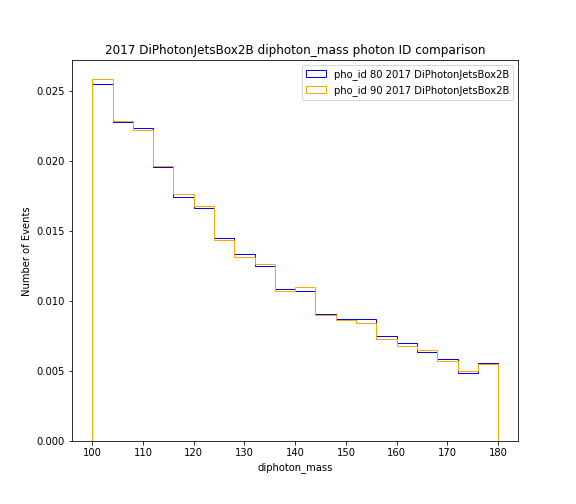 2017 DiPhotonJetsBox2B diphoton_mass photon ID comparison
pho_id 80 2017 DiPhotonJetsBox2B
pho_id 90 2017 DiPhotonJetsBox2B
Number of Events
0.025
0.020
0.015
0.010
0.005
0.000
100 110 120 130 140 150 160 170 180
diphoton_mass